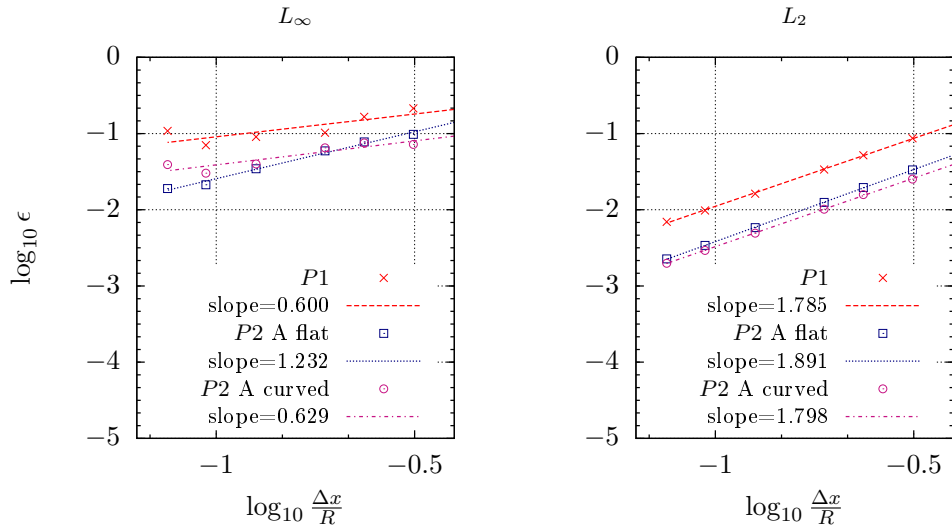 L∞
0
−1
−2
−3
−4
−5
log10 ϵ
P1
slope=0.600
P2 A flat
slope=1.232
P2 A curved
slope=0.629
−1
−0.5
log10 Δx/R
L2
0
−1
−2
−3
−4
−5
P1
slope=1.785
P2 A flat
slope=1.891
P2 A curved
slope=1.798
−1
−0.5
log10 Δx/R